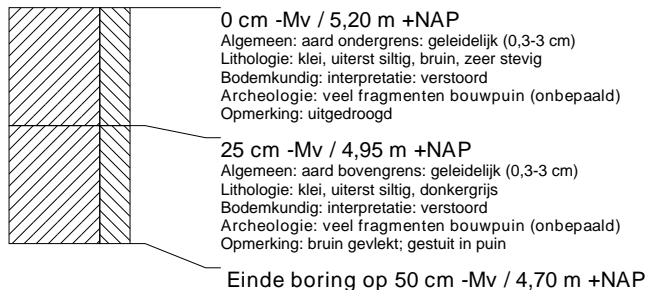 0 cm -Mv / 5,20 m +NAP
Algemeen: aard ondergrens: geleidelijk (0,3-3 cm)
Lithologie: klei, uiterst siltig, bruin, zeer stevig
Bodemkundig: interpretatie: verstoord
Archeologie: veel fragmenten bouwpuin (onbepaald)
Opmerking: uitgedroogd
25 cm -Mv / 4,95 m +NAP
Algemeen: aard bovengrens: geleidelijk (0,3-3 cm)
Lithologie: klei, uiterst siltig, donkergrijs
Bodemkundig: interpretatie: verstoord
Archeologie: veel fragmenten bouwpuin (onbepaald)
Opmerking: bruin gevlekt; gestuit in puin
Einde boring op 50 cm -Mv / 4,70 m +NAP